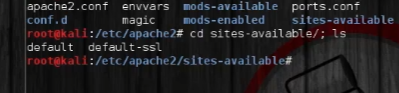 apache2.conf envvars mods-available ports.conf
conf.d magic mods-enabled sites-available
root@kali:/etc/apache2# cd sites-available/; ls
default default-ssl
root@kali:/etc/apache2/sites-available#